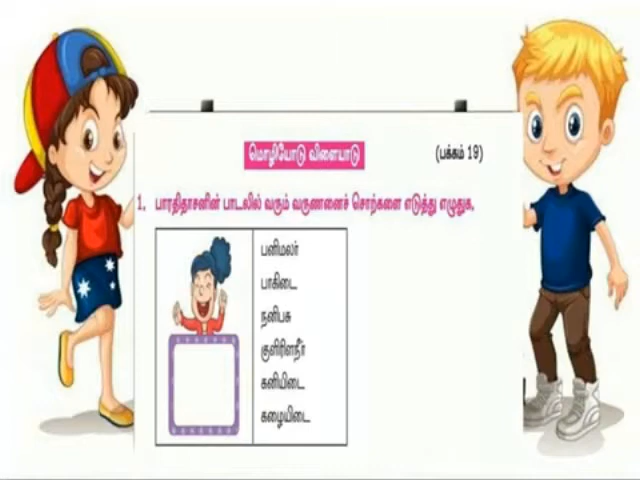 மொழியோடு விளையாடு (பக்கம் 19)
1. பாரதிதாசனின் பாடலில் வரும் வருணனைச் சொற்களை எடுத்து எழுதுக.
பனிமலர்
பாகிடை
நனிபசு
குளிரிளநீர்
கனியிடை
கழையிடை